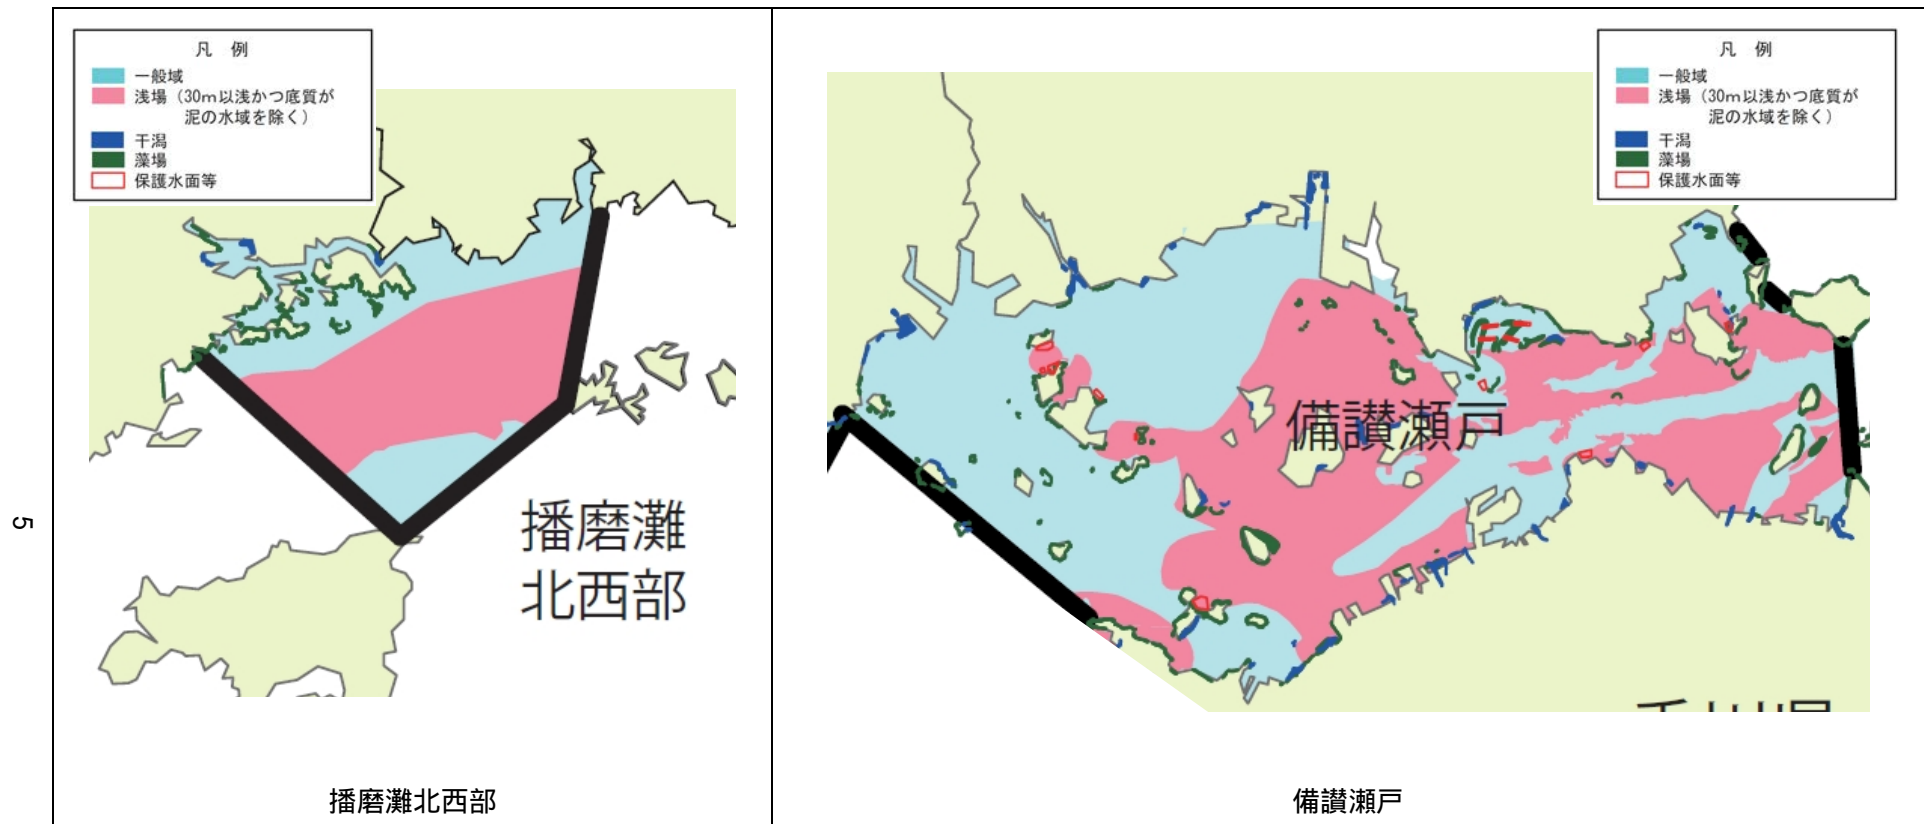 凡 例
一般域
浅場（30m以浅かつ底質が
泥の水域を除く）
干潟
藻場
保護水面等
播磨灘
北西部
播磨灘北西部
凡 例
一般域
浅場（30m以浅かつ底質が
泥の水域を除く）
干潟
藻場
保護水面等
備讃瀬戸
備讃瀬戸
5